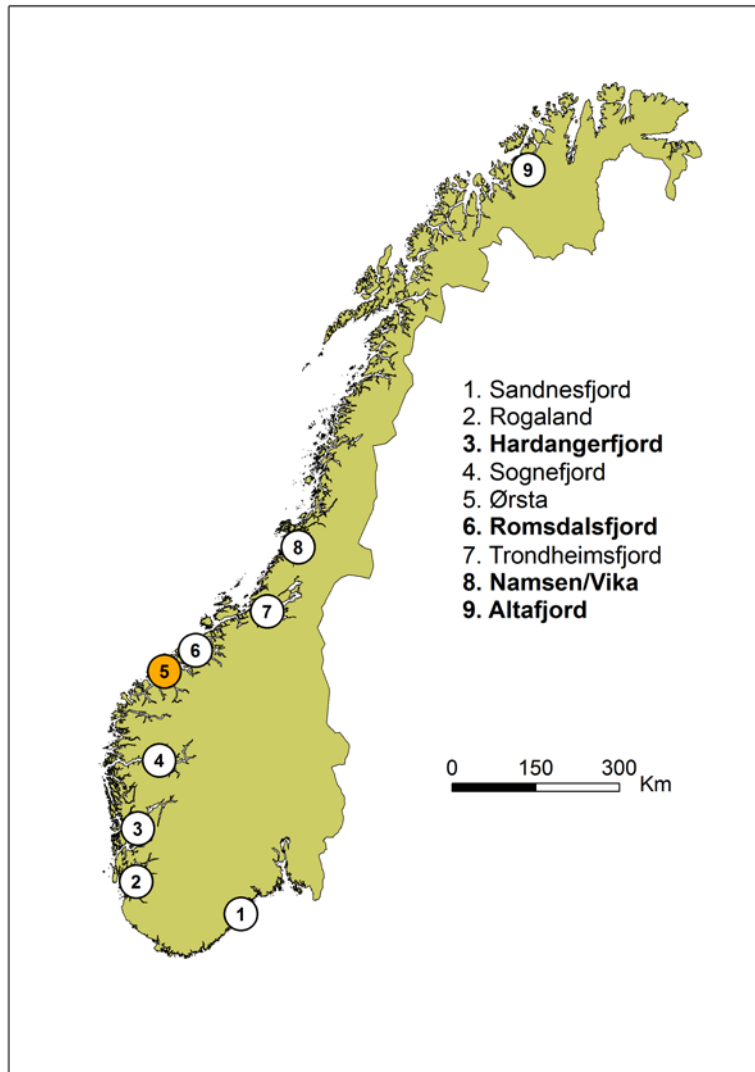 9
1. Sandnesfjord
2. Rogaland
3. Hardangerfjord
4. Sognefjord
5. Ørsta
6. Romsdalsfjord
7. Trondheimsfjord
8. Namsen/Vika
9. Altafjord
8
7
6
5
4
0 150 300
Km
3
2
1